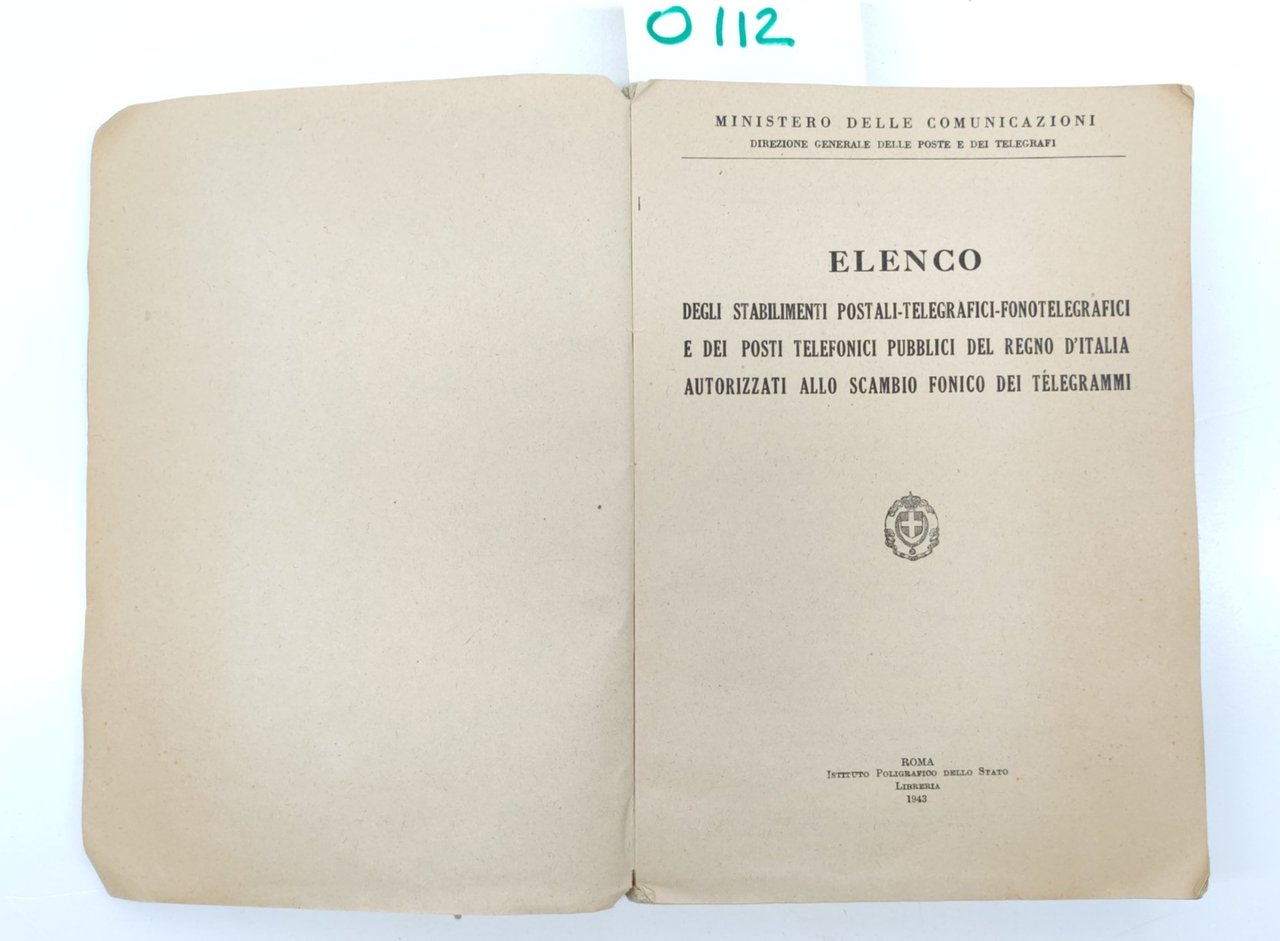 O 112
MINISTERO DELLE COMUNICAZIONI
DIREZIONE GENERALE DELLE POSTE E DEI TELEGRAFI
ELENCO
DEGLI STABILIMENTI POSTALI-TELEGRAFICI-FONOTELEGRAFICI
E DEI POSTI TELEFONICI PUBBLICI DEL REGNO D'ITALIA
AUTORIZZATI ALLO SCAMBIO FONICO DEI TELEGRAMMI
ROMA
ISTITUTO POLIGRAFICO DELLO STATO
LIBRERIA
1943